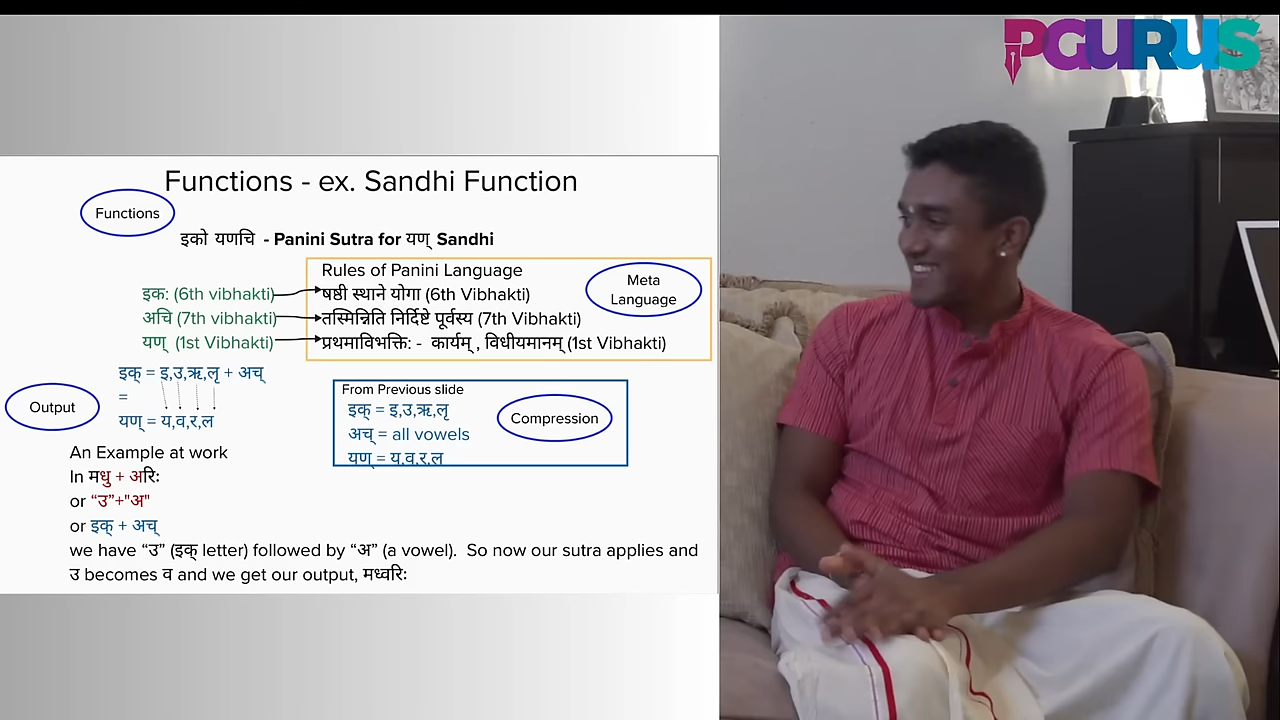 PGURUS
Functions - ex. Sandhi Function
Functions
इको यणचि - Panini Sutra for यण् Sandhi
Rules of Panini Language
Meta Language
इक: (6th vibhakti)
षष्ठी स्थाने योगा (6th Vibhakti)
अचि (7th vibhakti)
तस्मिन्निति निर्दिष्टे पूर्वस्य (7th Vibhakti)
यण् (1st Vibhakti)
प्रथमाविभक्ति: - कार्यम् , विधीयमानम् (1st Vibhakti)
इक् = इ,उ,ऋ,लृ + अच्
=
यण् = य,व,र,ल
Output
From Previous slide
इक् = इ,उ,ऋ,लृ
अच् = all vowels
यण् = य,व,र,ल
Compression
An Example at work
In मधु + अरिः
or “उ”+"अ"
or इक् + अच्
we have “उ” (इक् letter) followed by “अ” (a vowel). So now our sutra applies and
उ becomes व and we get our output, मध्वरिः